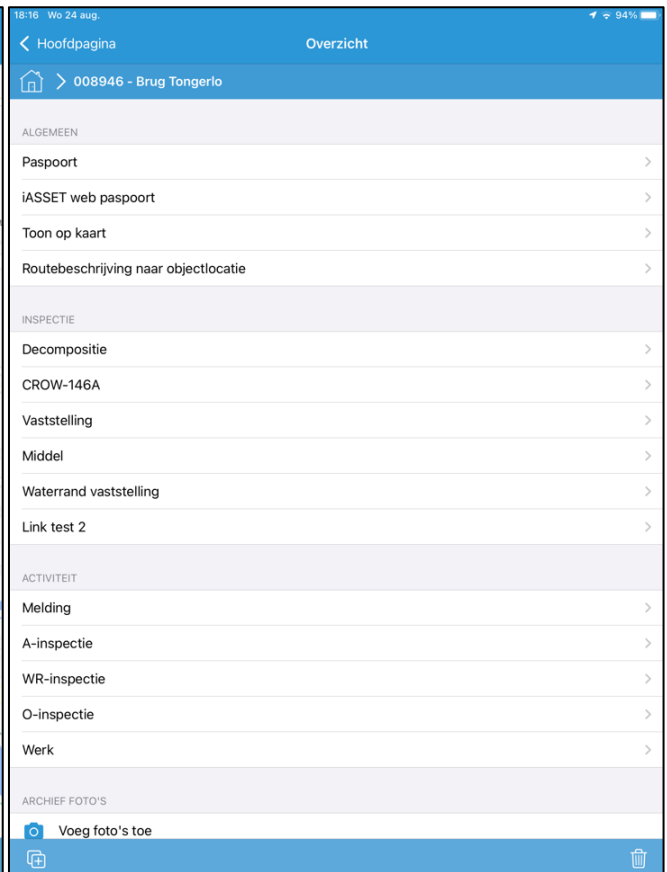 18:16 Wo 24 aug.
94%
Hoofdpagina
Overzicht
008946 - Brug Tongerlo
ALGEMEEN
Paspoort
iASSET web paspoort
Toon op kaart
Routebeschrijving naar objectlocatie
INSPECTIE
Decompositie
CROW-146A
Vaststelling
Middel
Waterrand vaststelling
Link test 2
ACTIVITEIT
Melding
A-inspectie
WR-inspectie
O-inspectie
Werk
ARCHIEF FOTO'S
Voeg foto's toe